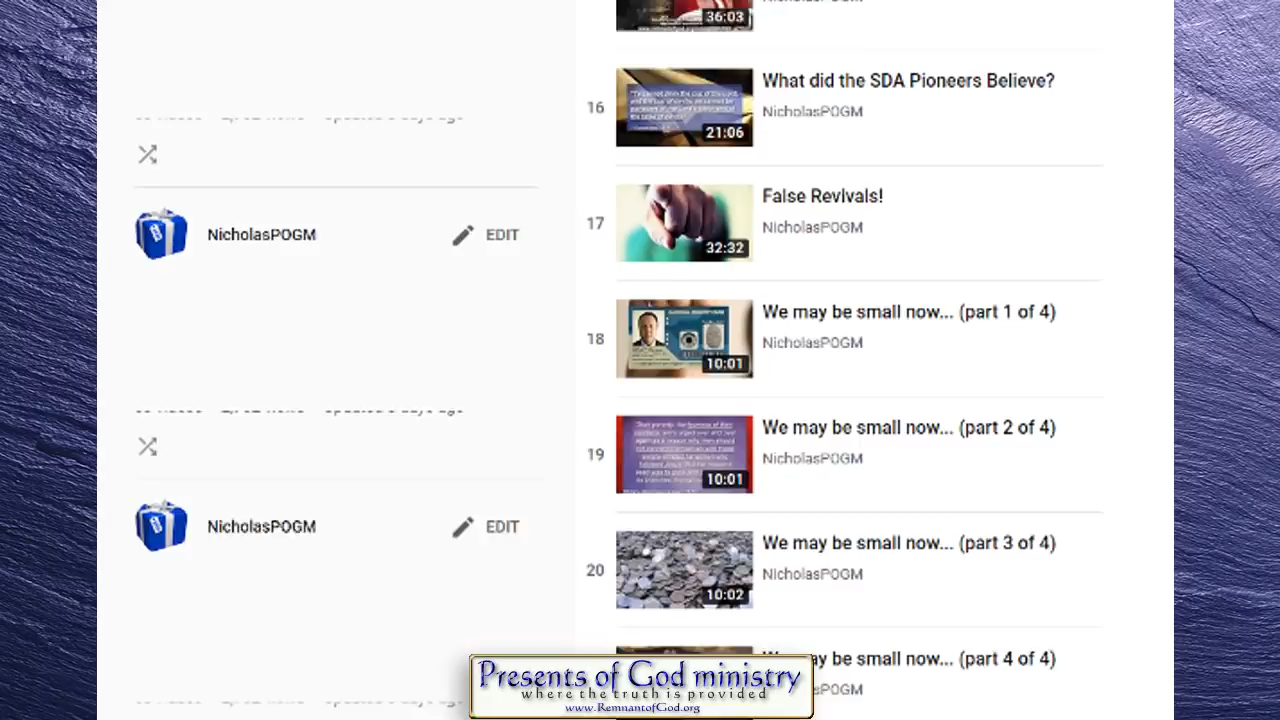 36:03
16
21:06
What did the SDA Pioneers Believe?
NicholasPOGM
NicholasPOGM
EDIT
17
32:32
False Revivals!
NicholasPOGM
18
10:01
We may be small now... (part 1 of 4)
NicholasPOGM
19
10:01
We may be small now... (part 2 of 4)
NicholasPOGM
NicholasPOGM
EDIT
20
10:02
We may be small now... (part 3 of 4)
NicholasPOGM
ay be small now... (part 4 of 4)
olasPOGM
Presents of God ministry
where the truth is provided
www.RemnantofGod.org